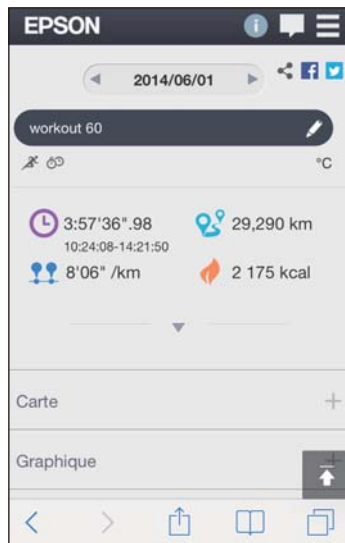 EPSON
2014/06/01
workout 60
°C
3:57'36".98
29,290 km
10:24:08-14:21:50
8'06" /km
2 175 kcal
Carte
Graphique